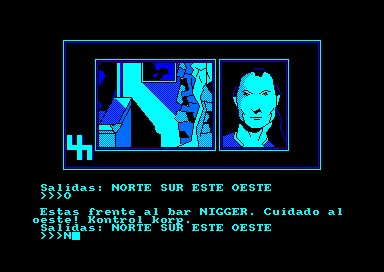 Salidas: NORTE SUR ESTE OESTE
>>>O
Estas frente al bar NIGGER. Cuidado al
oeste! Kontrol korp.
Salidas: NORTE SUR ESTE OESTE
>>>N